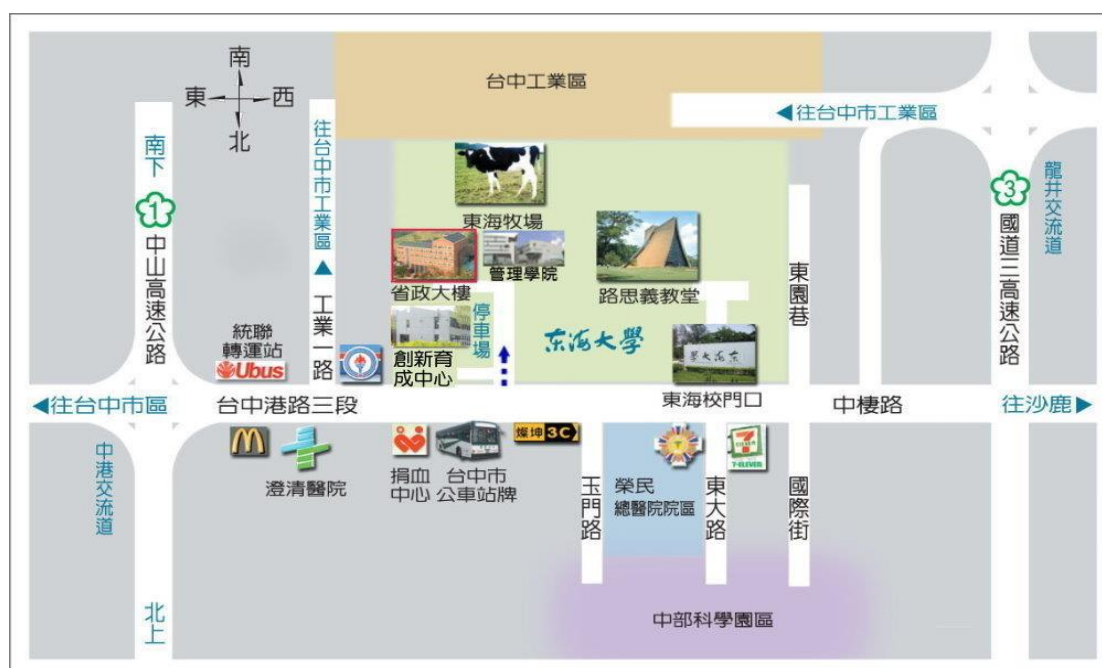 南
東
西
北
台中工業區
◀往台中市工業區
南下
1
中山高速公路
往台中市工業區▲
工業一路
東海牧場
管理學院
省政大樓
路思義教堂
停車場
創新育
成中心
东海大學
學大海東
東海校門口
東園巷
3
國道三高速公路
龍井交流道
統聯
轉運站
Ubus
◀往台中市區
台中港路三段
中棲路
往沙鹿▶
中港交流道
北上
澄清醫院
捐血
中心
台中市
公車站牌
燦坤3C
玉門路
榮民
總醫院院區
東大路
7-ELEVEN
國際街
中部科學園區